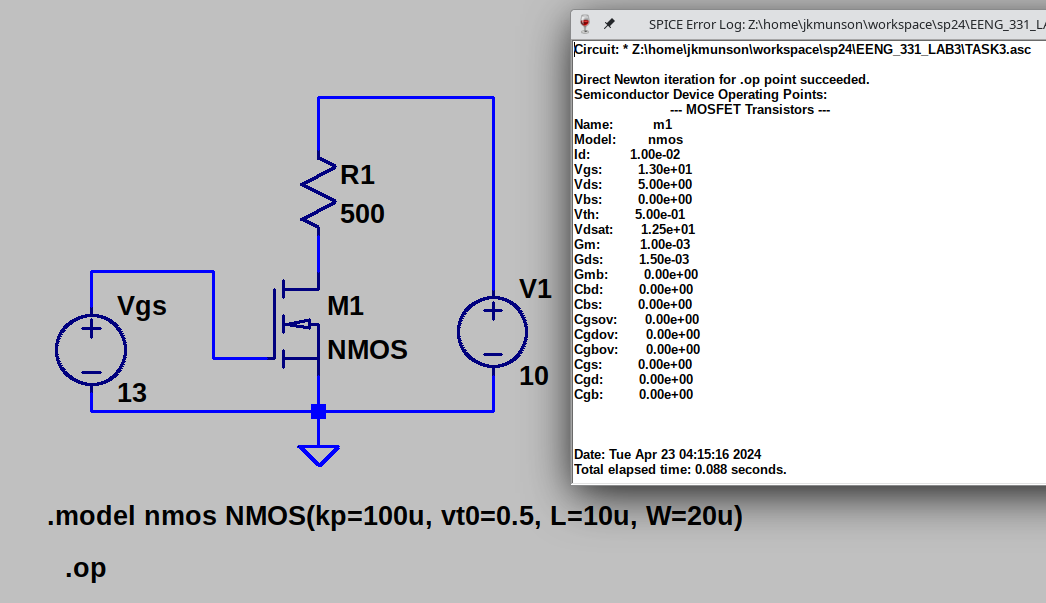 R1
500
Vgs
13
M1
NMOS
V1
10
.model nmos NMOS(kp=100u, vt0=0.5, L=10u, W=20u)
.op
SPICE Error Log: Z:\home\jkmunson\workspace\sp24\EENG_331_LA
Circuit: * Z:\home\jkmunson\workspace\sp24\EENG_331_LAB3\TASK3.asc
Direct Newton iteration for .op point succeeded.
Semiconductor Device Operating Points:
--- MOSFET Transistors ---
Name: m1
Model: nmos
Id: 1.00e-02
Vgs: 1.30e+01
Vds: 5.00e+00
Vbs: 0.00e+00
Vth: 5.00e-01
Vdsat: 1.25e+01
Gm: 1.00e-03
Gds: 1.50e-03
Gmb: 0.00e+00
Cbd: 0.00e+00
Cbs: 0.00e+00
Cgsov: 0.00e+00
Cgdov: 0.00e+00
Cgbov: 0.00e+00
Cgs: 0.00e+00
Cgd: 0.00e+00
Cgb: 0.00e+00
Date: Tue Apr 23 04:15:16 2024
Total elapsed time: 0.088 seconds.